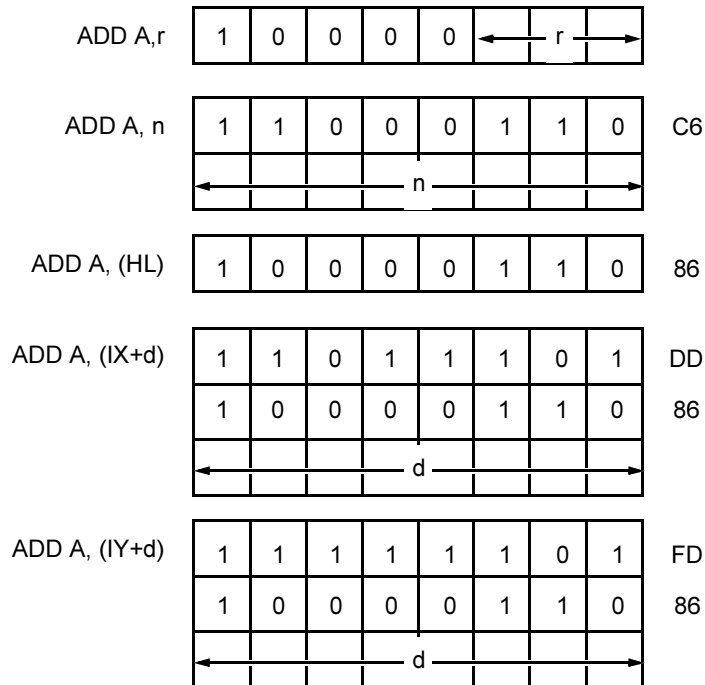 ADD A,r 1 0 0 0 0 r
ADD A, n 1 1 0 0 0 1 1 0 C6
n
ADD A, (HL) 1 0 0 0 0 1 1 0 86
ADD A, (IX+d) 1 1 0 1 1 1 0 1 DD
1 0 0 0 0 1 1 0 86
d
ADD A, (IY+d) 1 1 1 1 1 1 0 1 FD
1 0 0 0 0 1 1 0 86
d